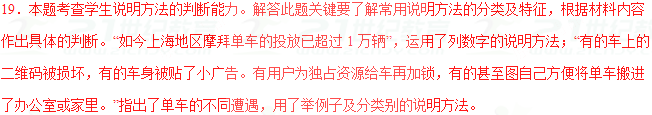 19．本题考查学生说明方法的判断能力。解答此题关键要了解常用说明方法的分类及特征，根据材料内容
作出具体的判断。“如今上海地区摩拜单车的投放已超过 1 万辆”，运用了列数字的说明方法；“有的车上的
二维码被损坏，有的车身被贴了小广告。有用户为独占资源给车再加锁，有的甚至图自己方便将单车搬进
了办公室或家里。”指出了单车的不同遭遇，用了举例子及分类别的说明方法。